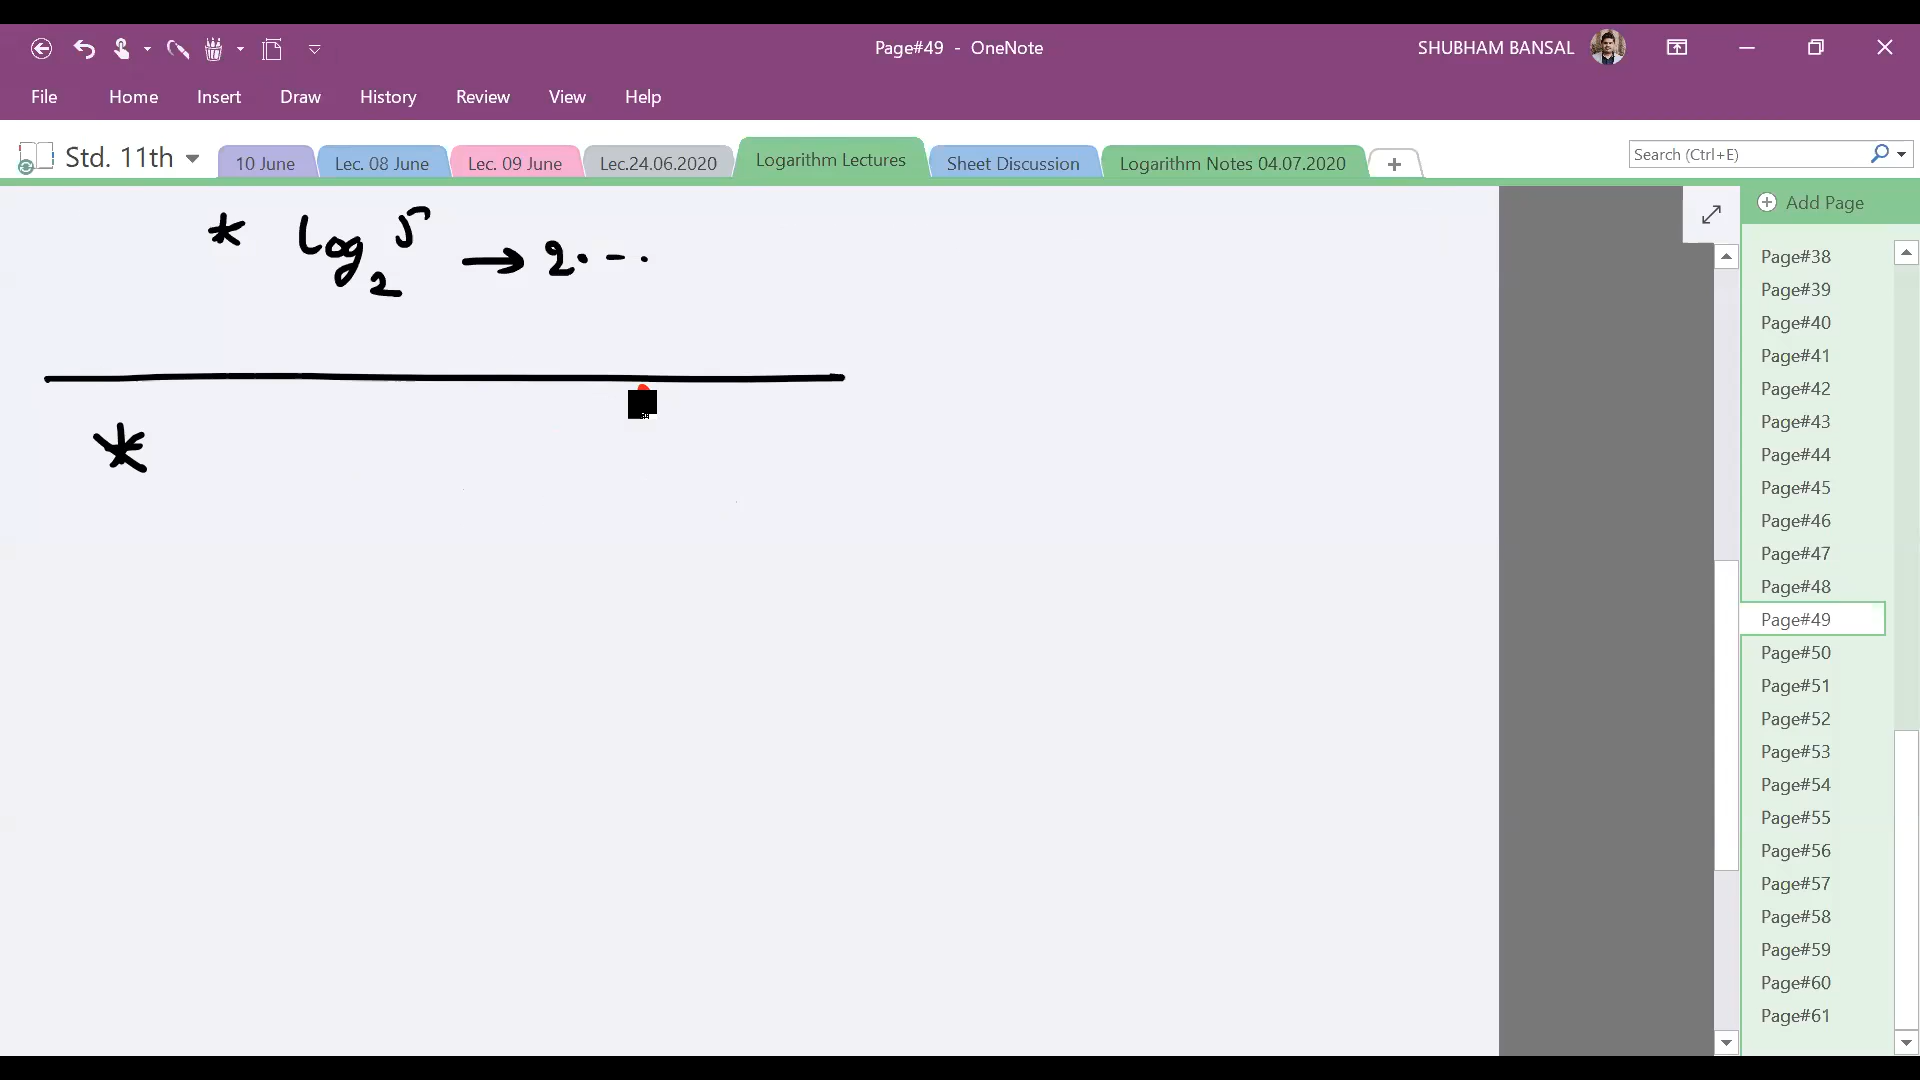 Page#49 - OneNote
SHUBHAM BANSAL
File Home Insert Draw History Review View Help
Std. 11th
10 June
Lec. 08 June
Lec. 09 June
Lec.24.06.2020
Logarithm Lectures
Sheet Discussion
Logarithm Notes 04.07.2020
+
Search (Ctrl+E)
* log₂ 5 → 2.--.
*
Add Page
Page#38
Page#39
Page#40
Page#41
Page#42
Page#43
Page#44
Page#45
Page#46
Page#47
Page#48
Page#49
Page#50
Page#51
Page#52
Page#53
Page#54
Page#55
Page#56
Page#57
Page#58
Page#59
Page#60
Page#61